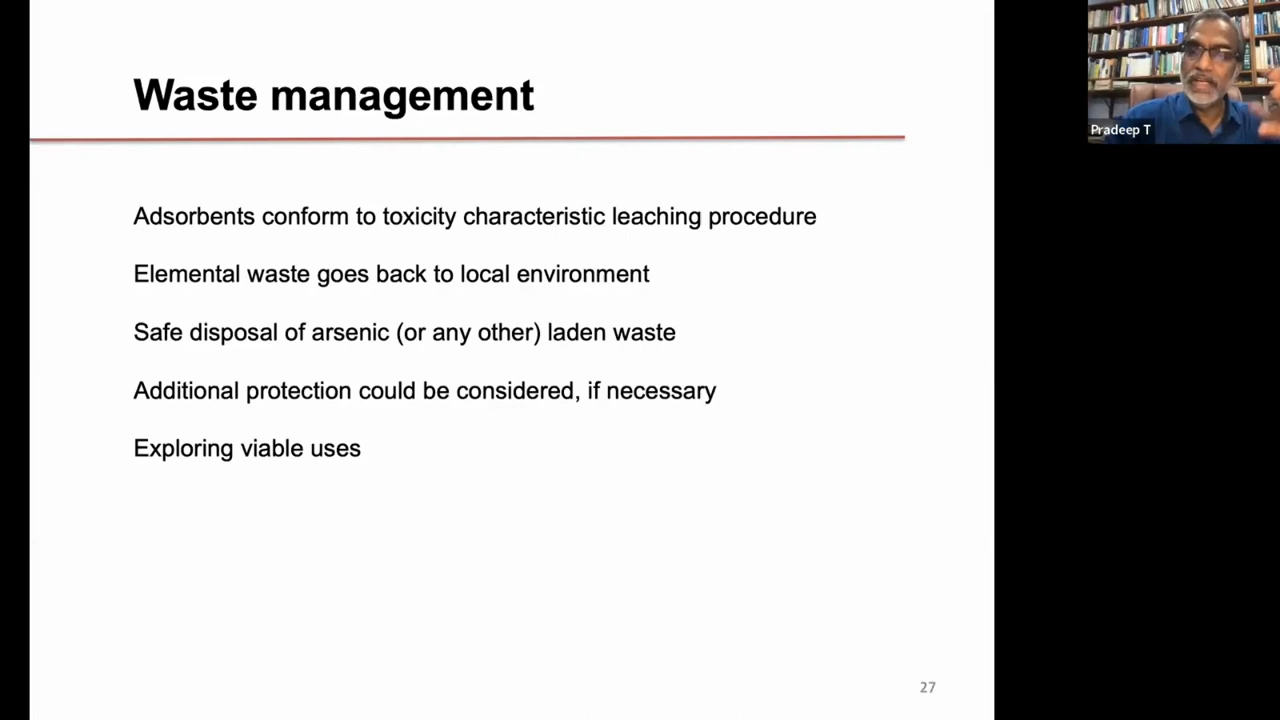 Waste management
Adsorbents conform to toxicity characteristic leaching procedure
Elemental waste goes back to local environment
Safe disposal of arsenic (or any other) laden waste
Additional protection could be considered, if necessary
Exploring viable uses
27
Pradeep T